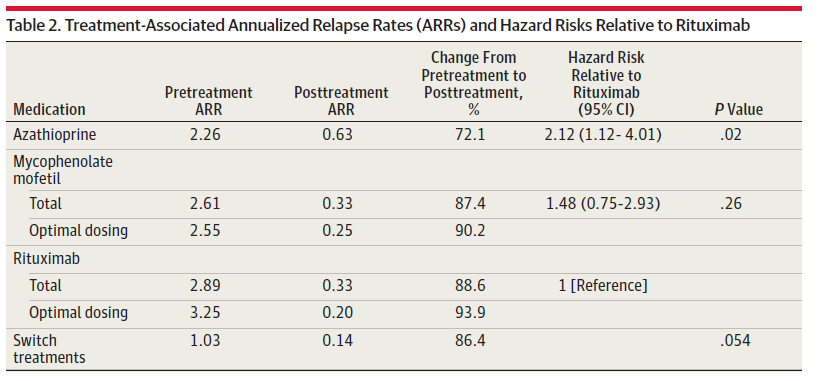 Table 2. Treatment-Associated Annualized Relapse Rates (ARRs) and Hazard Risks Relative to Rituximab
Medication Pretreatment ARR Posttreatment ARR Change From Pretreatment to Posttreatment, % Hazard Risk Relative to Rituximab (95% CI) P Value
Azathioprine 2.26 0.63 72.1 2.12 (1.12- 4.01) .02
Mycophenolate
mofetil
Total 2.61 0.33 87.4 1.48 (0.75-2.93) .26
Optimal dosing 2.55 0.25 90.2
Rituximab
Total 2.89 0.33 88.6 1 [Reference]
Optimal dosing 3.25 0.20 93.9
Switch 1.03 0.14 86.4 .054
treatments